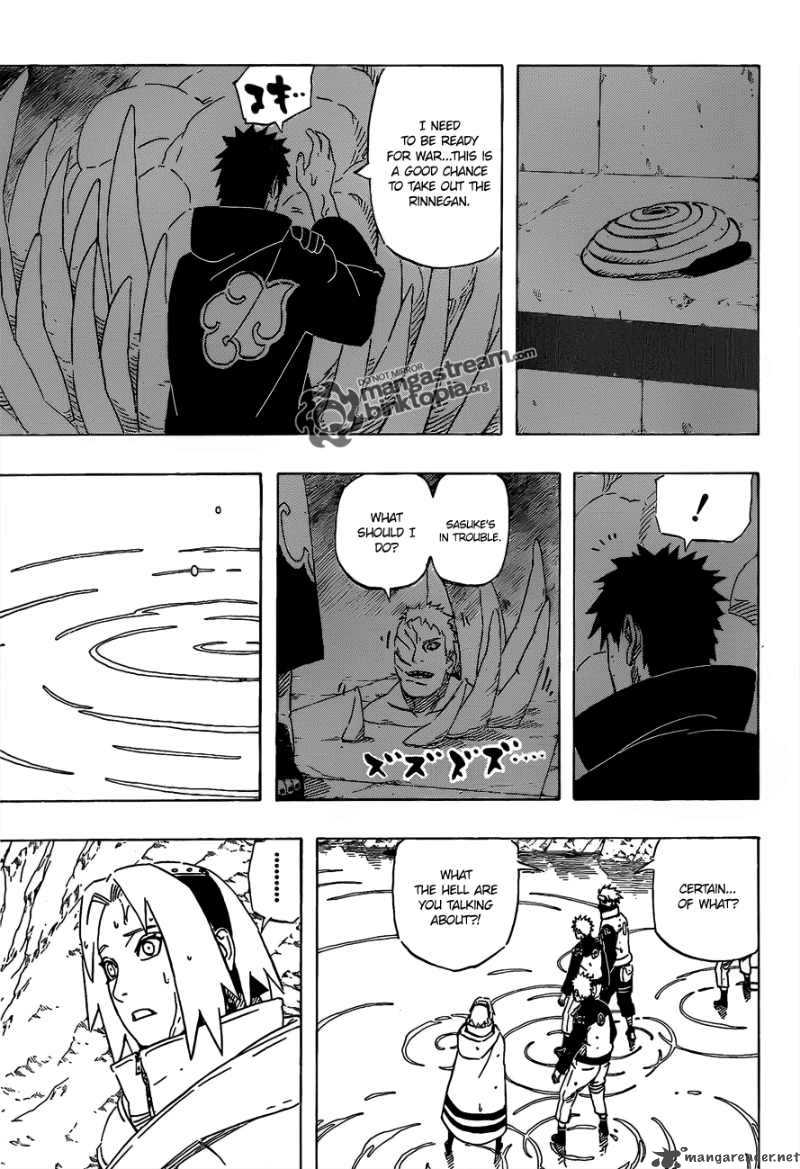 I NEED
TO BE READY
FOR WAR...THIS IS
A GOOD CHANCE
TO TAKE OUT THE
RINNEGAN.
DO NOT MIRROR
mangastream.com
binktopia.org
!
SASUKE'S
IN TROUBLE.
WHAT
SHOULD I
DO?
ズズズズ....
CERTAIN...
OF WHAT?
WHAT
THE HELL ARE
YOU TALKING
ABOUT?!
.........
mangareader.net